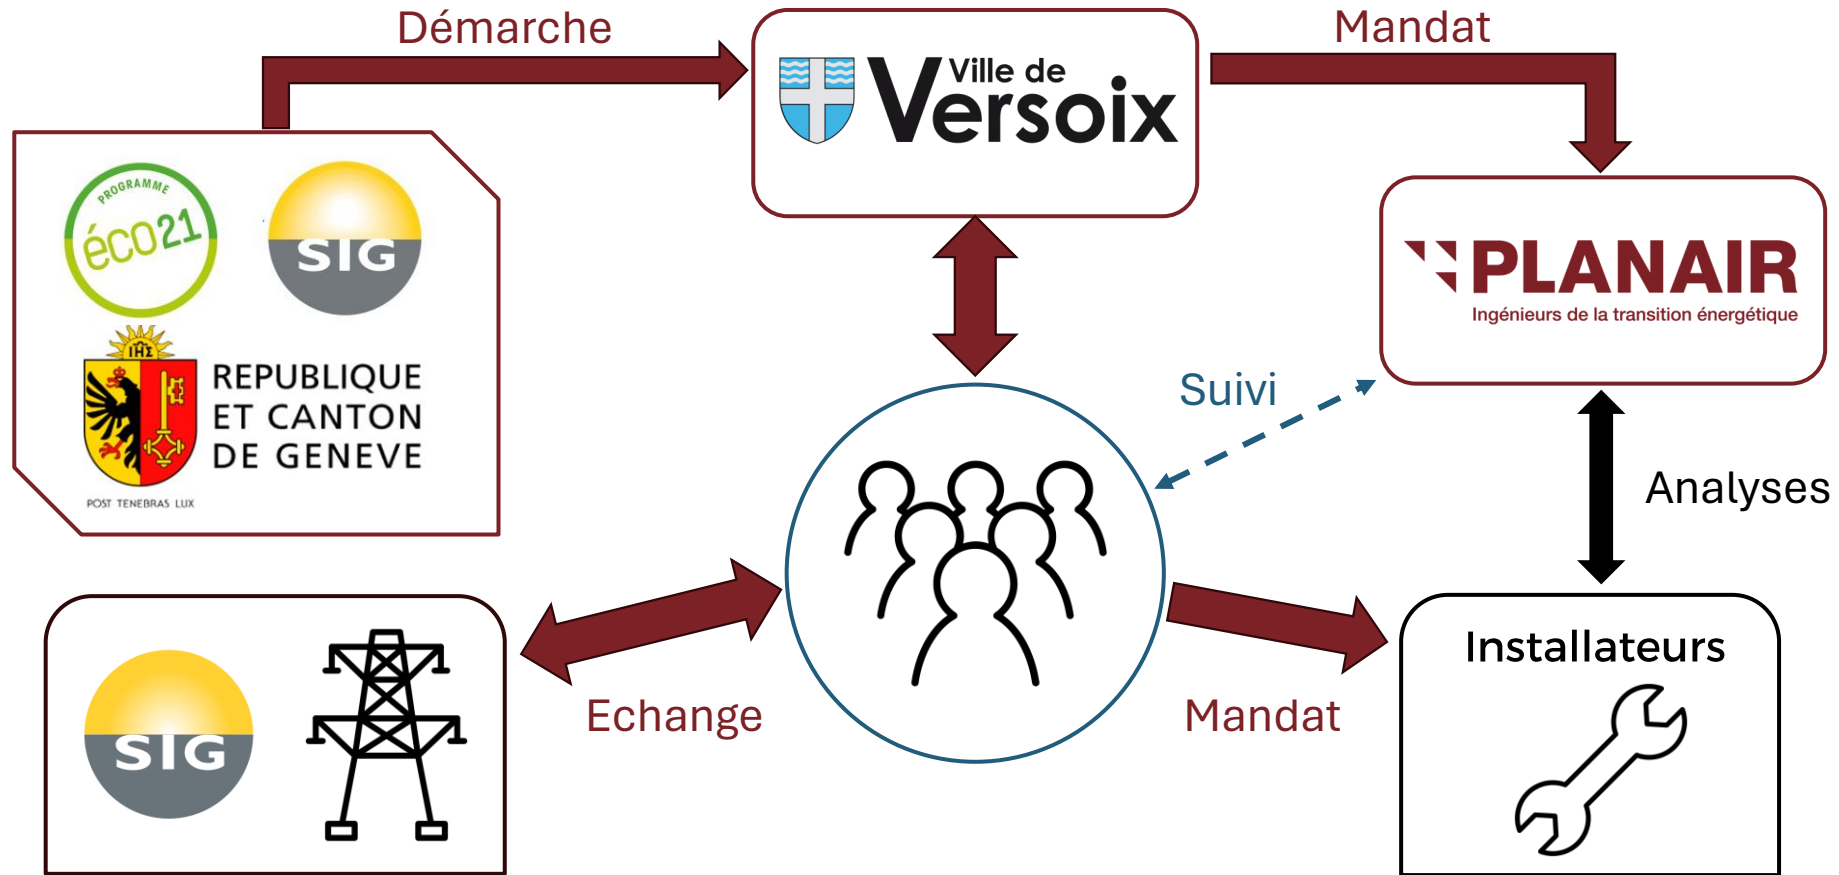 Démarche
Mandat
Ville de
Versoix
PROGRAMME
éco21
SIG
PLANAIR
Ingénieurs de la transition énergétique
IHΣ
REPUBLIQUE
ET CANTON
DE GENEVE
POST TENEBRAS LUX
Suivi
Analyses
Installateurs
SIG
Echange
Mandat